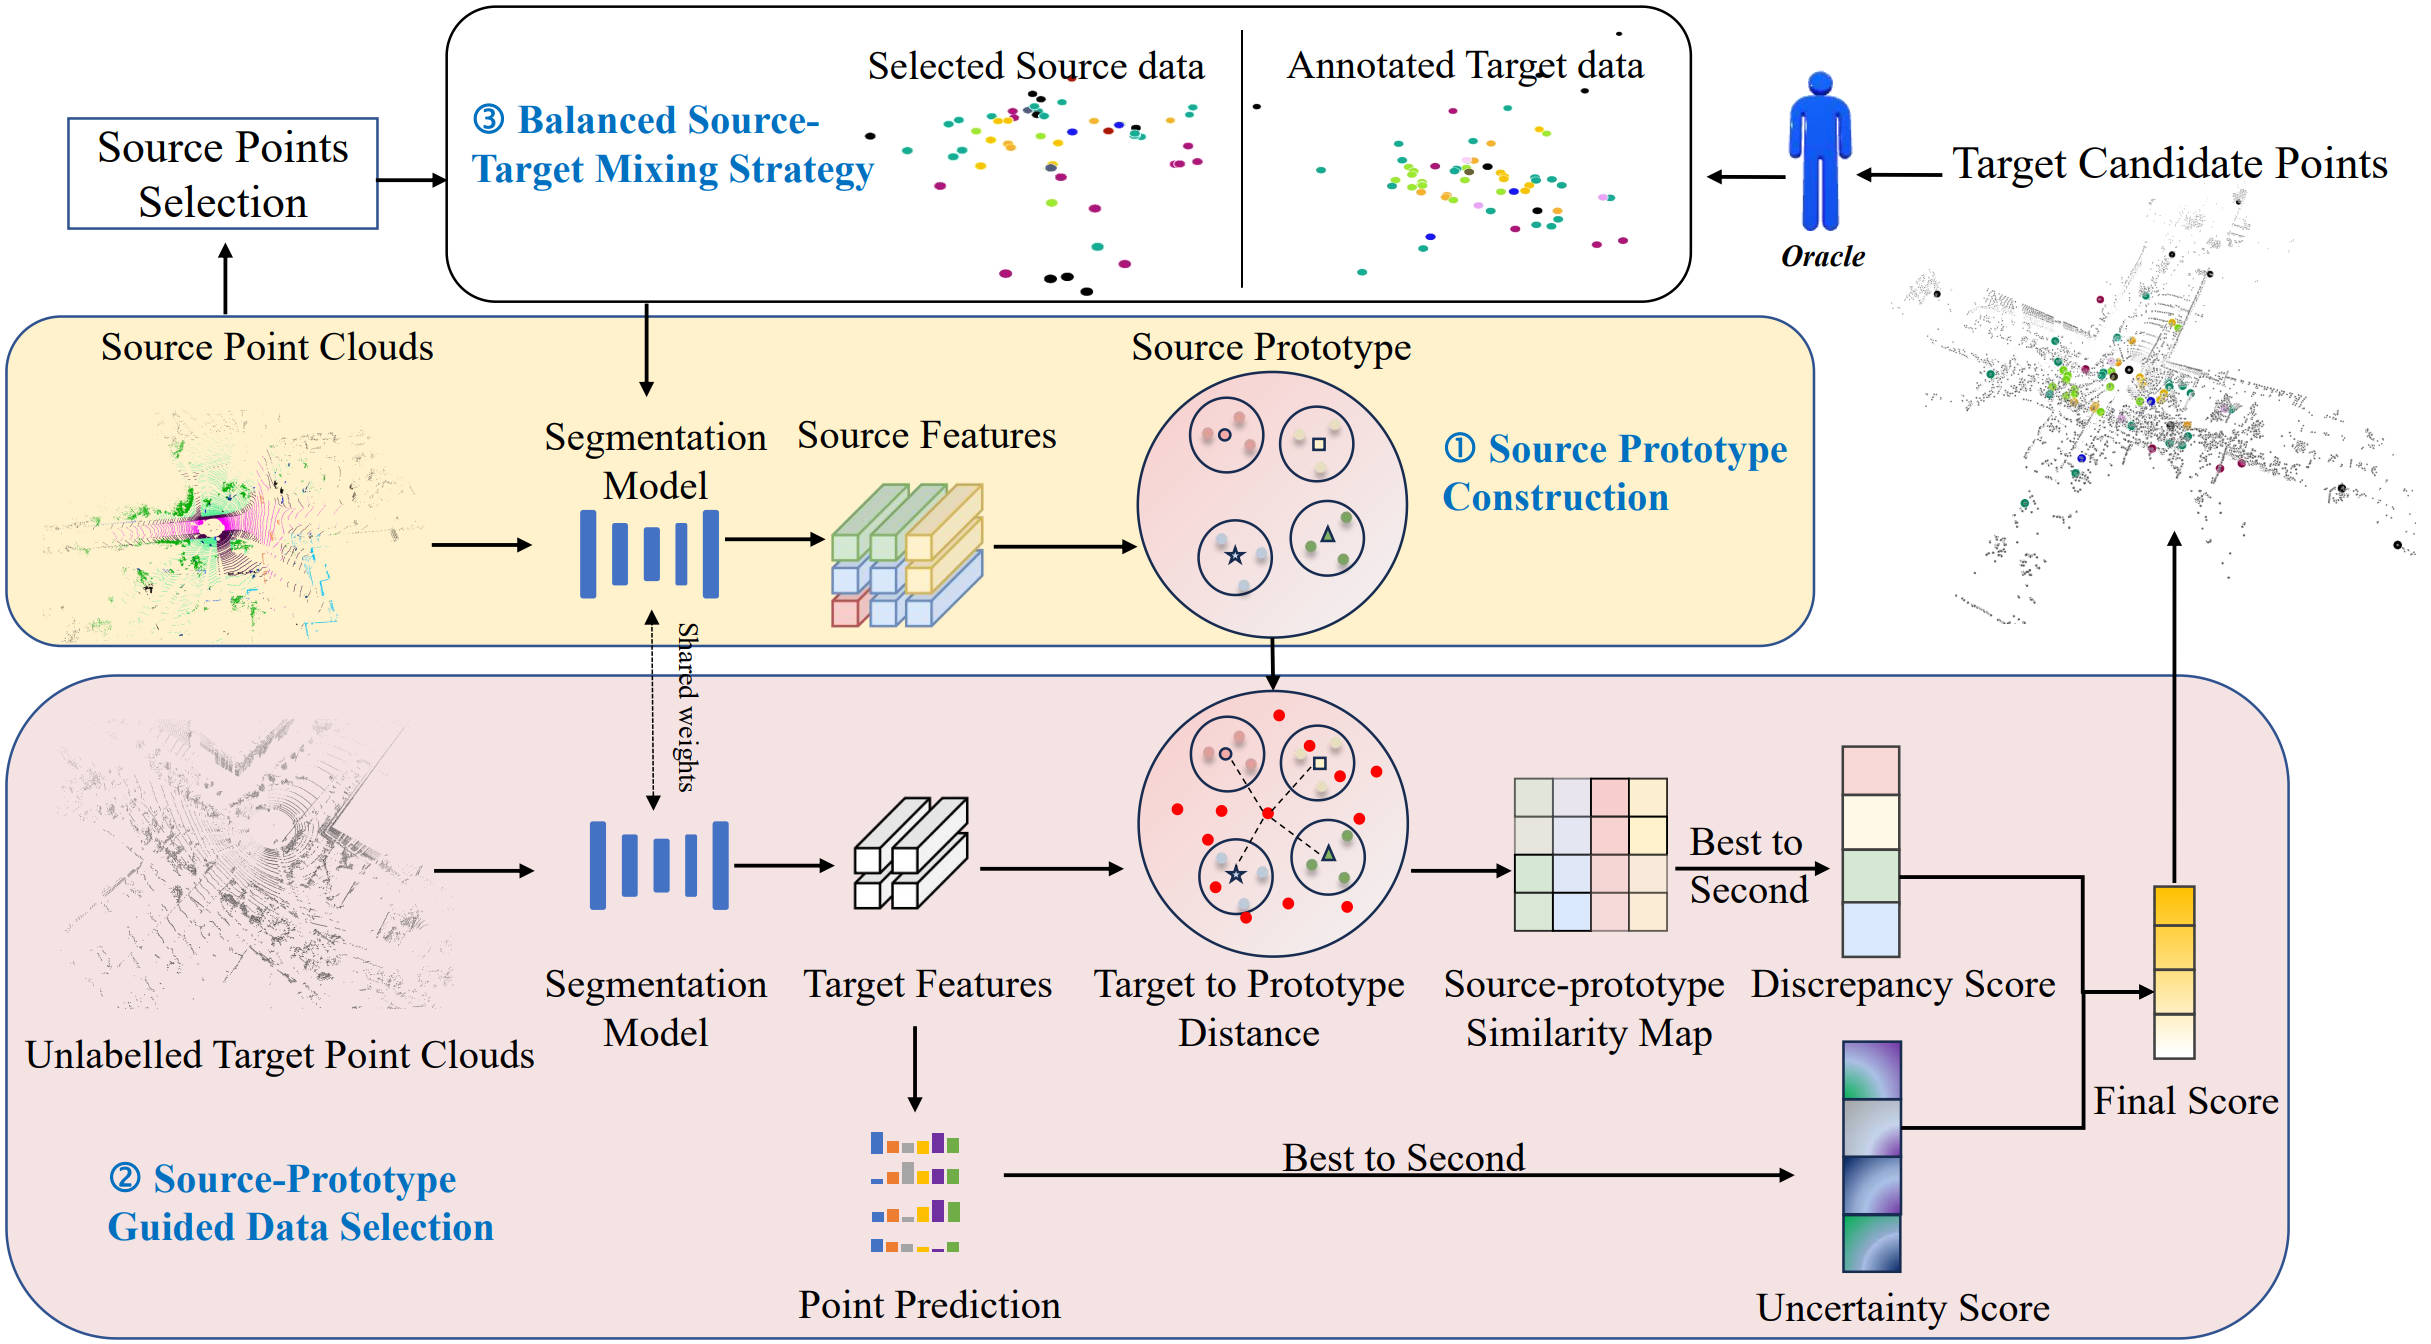 Selected Source data
Annotated Target data
③ Balanced Source-
Target Mixing Strategy
Source Points
Selection
Oracle
Target Candidate Points
Source Point Clouds
Segmentation
Model
Source Features
Source Prototype
① Source Prototype
Construction
Shared weights
Unlabelled Target Point Clouds
Segmentation
Model
Target Features
Target to Prototype
Distance
Source-prototype
Similarity Map
Best to
Second
Discrepancy Score
Final Score
② Source-Prototype
Guided Data Selection
Point Prediction
Best to Second
Uncertainty Score